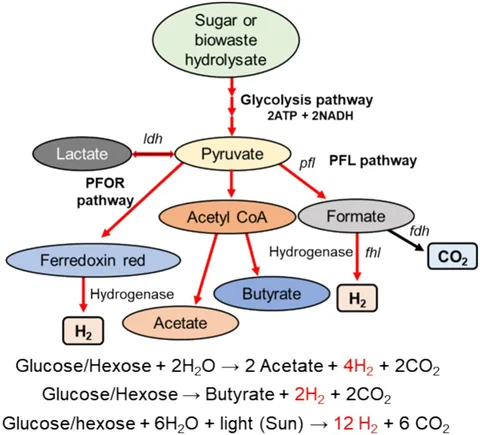 Sugar or
biowaste
hydrolysate
Glycolysis pathway
2ATP + 2NADH
ldh
Lactate
Pyruvate
pfl
PFL pathway
PFOR
pathway
Acetyl CoA
Formate
fdh
Ferredoxin red
Hydrogenase
fhl
CO₂
Hydrogenase
Butyrate
H₂
H₂
Acetate
Glucose/Hexose + 2H₂O → 2 Acetate + 4H₂ + 2CO₂
Glucose/Hexose → Butyrate + 2H₂ + 2CO₂
Glucose/hexose + 6H₂O + light (Sun) → 12 H₂ + 6 CO₂